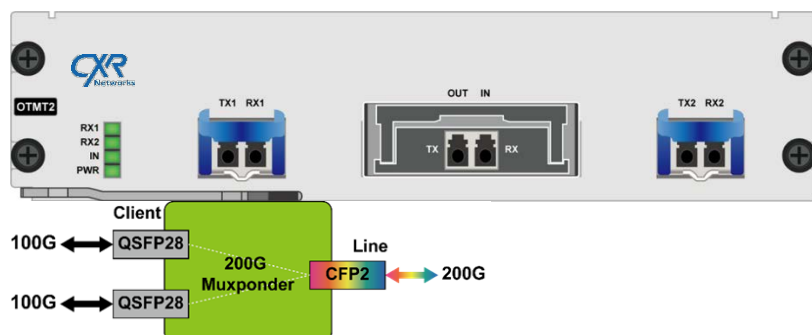 CXR
Networks
OTMT2
RX1
RX2
IN
PWR
TX1 RX1
OUT IN
TX RX
TX2 RX2
Client
Line
100G QSFP28
200G
Muxponder
CFP2 200G
100G QSFP28